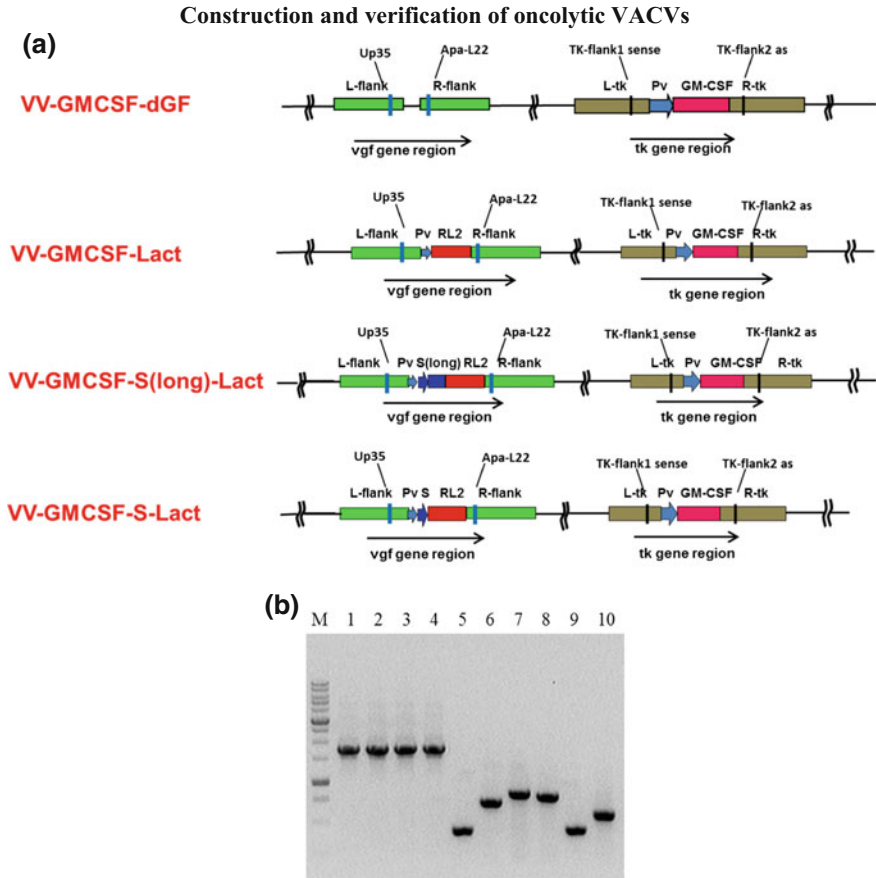 Construction and verification of oncolytic VACVs
(a)
Up35 Apa-L22 TK-flank1 sense TK-flank2 as
L-flank R-flank L-tk Pv GM-CSF R-tk
VV-GMCSF-dGF
vgf gene region tk gene region
Up35 Apa-L22 TK-flank1 sense TK-flank2 as
L-flank Pv RL2 R-flank L-tk Pv GM-CSF R-tk
VV-GMCSF-Lact
vgf gene region tk gene region
Up35 Apa-L22 TK-flank1 sense TK-flank2 as
L-flank Pv S(long) RL2 R-flank L-tk Pv GM-CSF R-tk
VV-GMCSF-S(long)-Lact
vgf gene region tk gene region
Up35 Apa-L22 TK-flank1 sense TK-flank2 as
L-flank Pv S RL2 R-flank L-tk Pv GM-CSF R-tk
VV-GMCSF-S-Lact
vgf gene region tk gene region
(b)
M 1 2 3 4 5 6 7 8 9 10